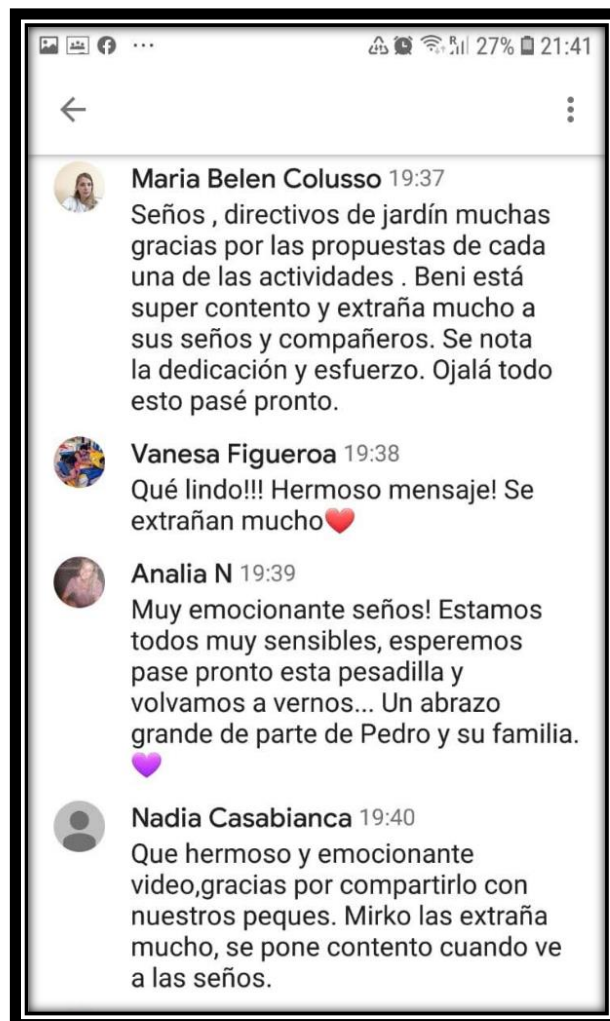 27% 21:41
Maria Belen Colusso 19:37
Seños , directivos de jardín muchas
gracias por las propuestas de cada
una de las actividades . Beni está
super contento y extraña mucho a
sus seños y compañeros. Se nota
la dedicación y esfuerzo. Ojalá todo
esto pasé pronto.
Vanesa Figueroa 19:38
Qué lindo!!! Hermoso mensaje! Se
extrañan mucho❤️
Analia N 19:39
Muy emocionante seños! Estamos
todos muy sensibles, esperemos
pase pronto esta pesadilla y
volvamos a vernos... Un abrazo
grande de parte de Pedro y su familia.
💜
Nadia Casabianca 19:40
Que hermoso y emocionante
video,gracias por compartirlo con
nuestros peques. Mirko las extraña
mucho, se pone contento cuando ve
a las seños.